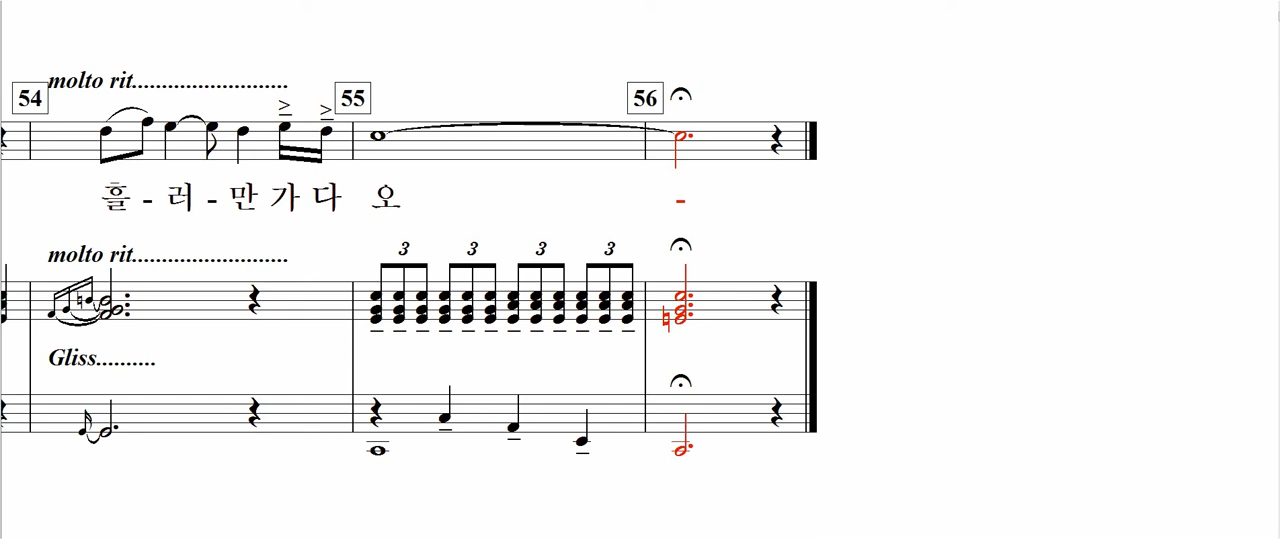 molto rit..........................
54 55 56
흘 - 러 - 만 가 다 오 -
molto rit..........................
3 3 3 3
Gliss..........